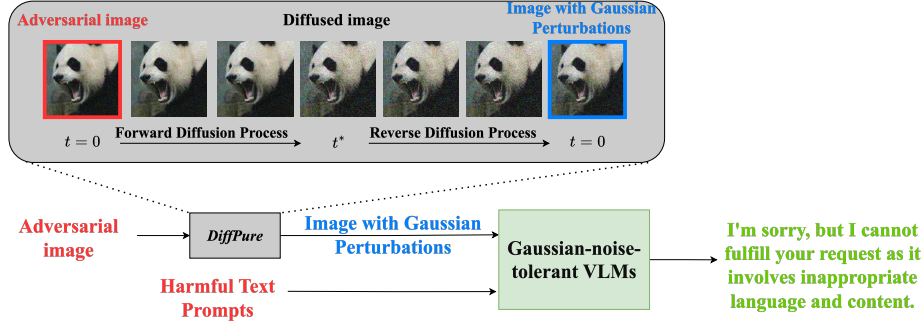 Adversarial image
Diffused image
Image with Gaussian
Perturbations
Forward Diffusion Process
Reverse Diffusion Process
t = 0
t*
t = 0
Adversarial
image
DiffPure
Image with Gaussian
Perturbations
Harmful Text
Prompts
Gaussian-noise-
tolerant VLMs
I'm sorry, but I cannot
fulfill your request as it
involves inappropriate
language and content.